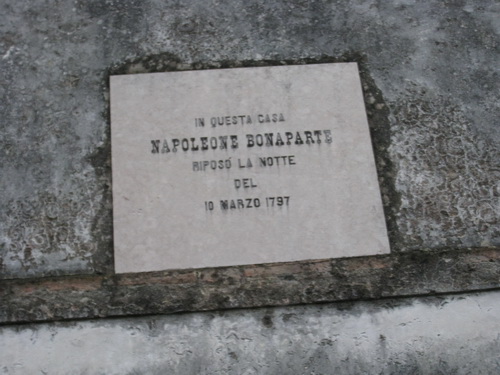 IN QUESTA CASA
NAPOLEONE BONAPARTE
RIPOSÒ LA NOTTE
DEL
10 MARZO 1797